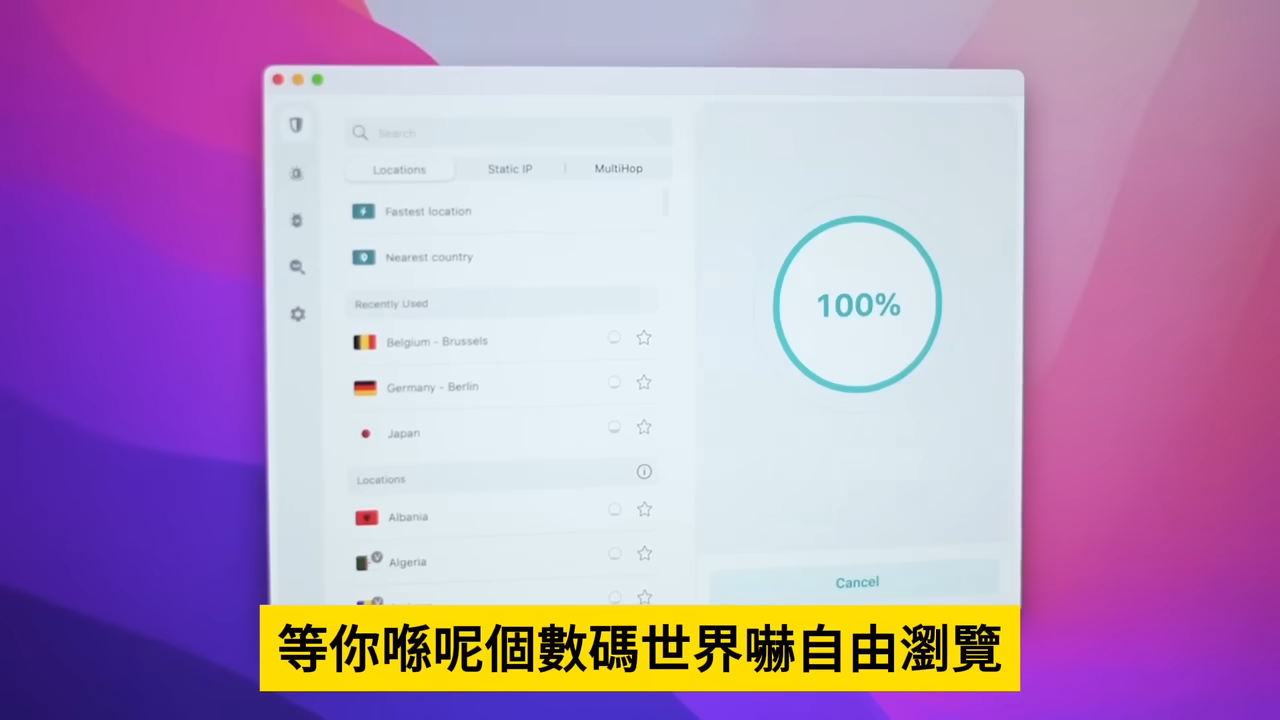 Search
Locations
Static IP
MultiHop
Fastest location
Nearest country
Recently Used
Belgium - Brussels
Germany - Berlin
Japan
Locations
Albania
Algeria
100%
Cancel
等你喺呢個數碼世界嚇自由瀏覽